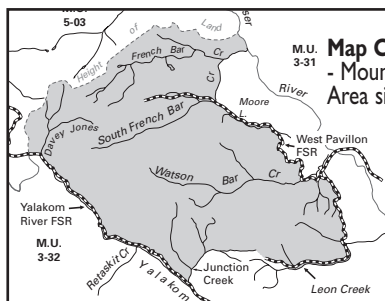 M.U.
5-03
Height of Land
French Bar Cr
Cr
M.U.
3-31
Map
- Moun
Area si
River
Moore
L.
Davey Jones
South French Bar
West Pavillon
FSR
Watson Bar Cr
Yalakom
River FSR
M.U.
3-32
Retaskit Cr
Yalakom
Junction
Creek
Leon Creek